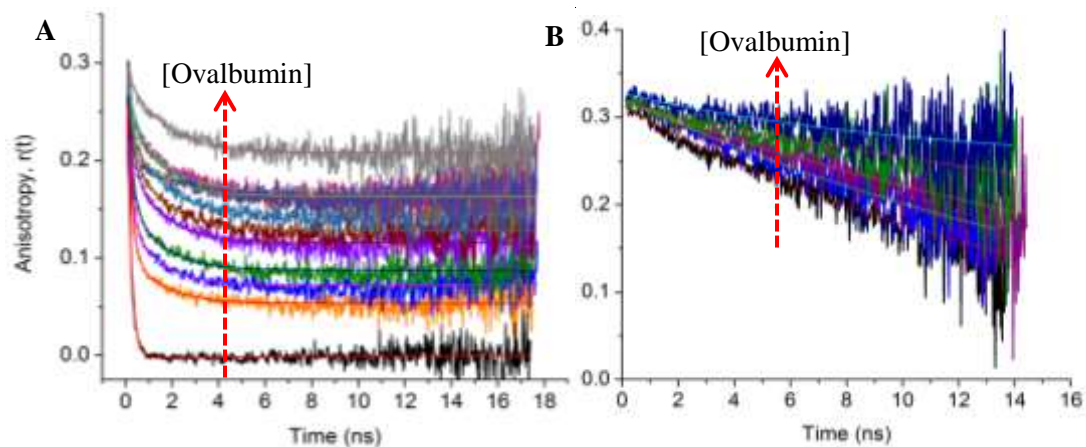 A
[Ovalbumin]
Anisotropy, r(t)
0.3
0.2
0.1
0.0
0 2 4 6 8 10 12 14 16 18
Time (ns)
B
[Ovalbumin]
0.4
0.3
0.2
0.1
0.0
0 2 4 6 8 10 12 14 16
Time (ns)